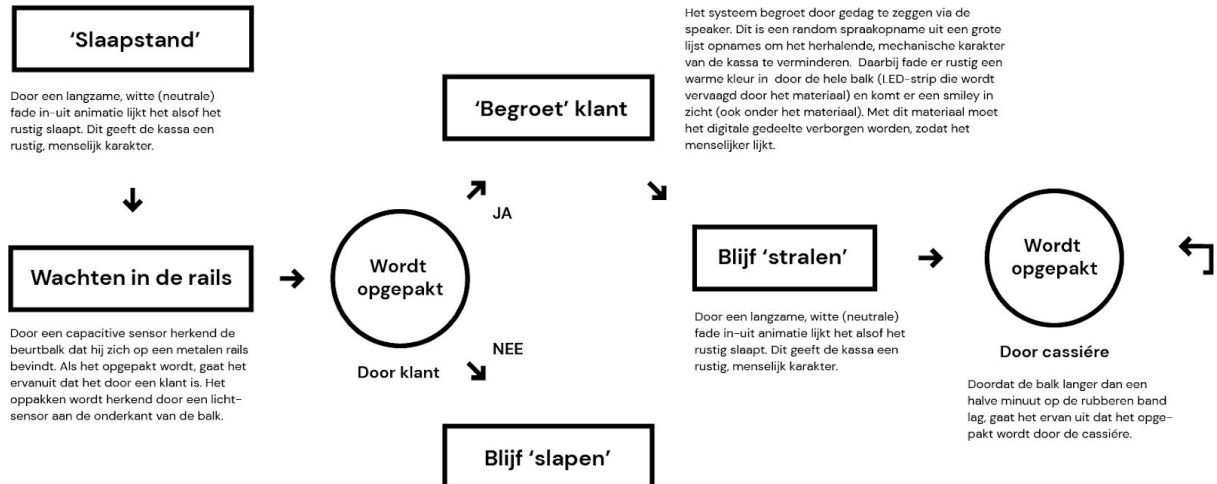 ‘Slaapstand’
Door een langzame, witte (neutrale)
fade in-uit animatie lijkt het alsof het
rustig slaapt. Dit geeft de kassa een
rustig, menselijk karakter.
Wachten in de rails
Door een capacitive sensor herkend de
beurtbalk dat hij zich op een metalen rails
bevindt. Als het opgepakt wordt, gaat het
ervanuit dat het door een klant is. Het
oppakken wordt herkend door een licht-
sensor aan de onderkant van de balk.
Wordt
opgepakt
Door klant
JA
NEE
‘Begroet’ klant
Het systeem begroet door gedag te zeggen via de
speaker. Dit is een random spraakopname uit een grote
lijst opnames om het herhalende, mechanische karakter
van de kassa te verminderen. Daarbij fade er rustig een
warme kleur in door de hele balk (LED-strip die wordt
vervaagd door het materiaal) en komt er een smiley in
zicht (ook onder het materiaal). Met dit materiaal moet
het digitale gedeelte verborgen worden, zodat het
menselijker lijkt.
Blijf ‘slapen’
Blijf ‘stralen’
Door een langzame, witte (neutrale)
fade in-uit animatie lijkt het alsof het
rustig slaapt. Dit geeft de kassa een
rustig, menselijk karakter.
Wordt
opgepakt
Door cassiére
Doordat de balk langer dan een
halve minuut op de rubberen band
lag, gaat het ervan uit dat het opge-
pakt wordt door de cassiére.